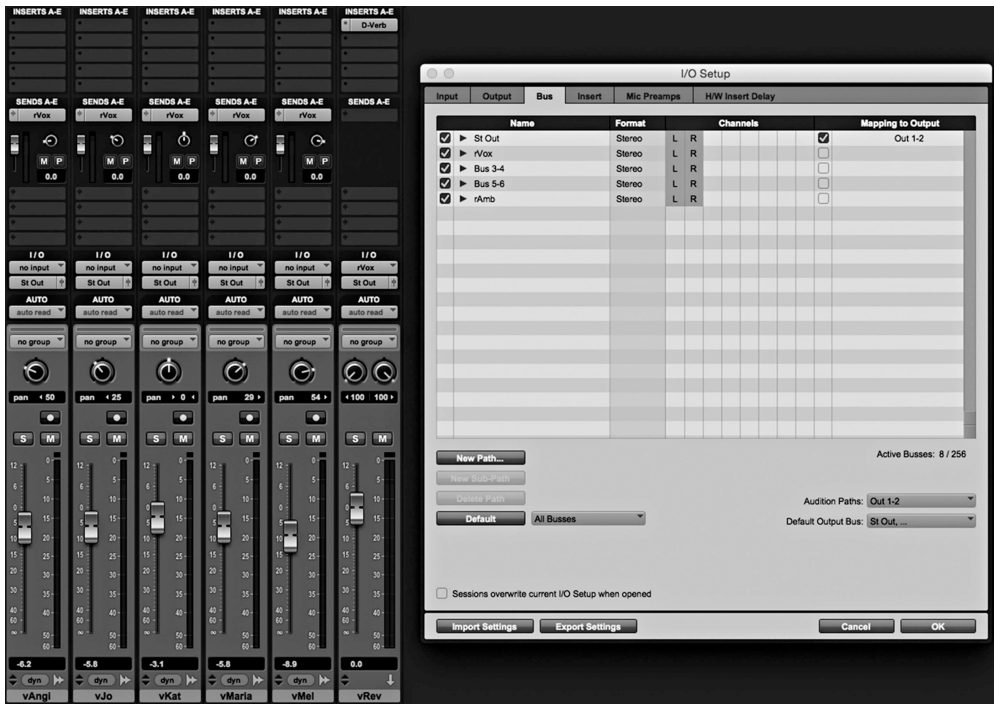 INSERTS A-E INSERTS A-E INSERTS A-E INSERTS A-E INSERTS A-E INSERTS A-E
D-Verb
SENDS A-E SENDS A-E SENDS A-E SENDS A-E SENDS A-E SENDS A-E
rVox rVox rVox rVox rVox
M P M P M P M P M P
0.0 0.0 0.0 0.0 0.0
I/O I/O I/O I/O I/O I/O
no input no input no input no input no input rVox
St Out St Out St Out St Out St Out St Out
AUTO AUTO AUTO AUTO AUTO AUTO
auto read auto read auto read auto read auto read auto read
no group no group no group no group no group no group
pan 50 pan 25 pan 0 pan 29 pan 54 100 100
S M S M S M S M S M S M
-6.2 -5.8 -3.1 -5.8 -8.9 0.0
dyn dyn dyn dyn dyn
vAngl vJo vKat vMaria vMel vRev
I/O Setup
Input Output Bus Insert Mic Preamps H/W Insert Delay
Name Format Channels Mapping to Output
St Out Stereo L R Out 1-2
rVox Stereo L R
Bus 3-4 Stereo L R
Bus 5-6 Stereo L R
rAmb Stereo L R
New Path... Active Busses: 8 / 256
New Sub-Path
Delete Path Audition Paths: Out 1-2
Default All Busses Default Output Bus: St Out, ...
Sessions overwrite current I/O Setup when opened
Import Settings Export Settings Cancel OK